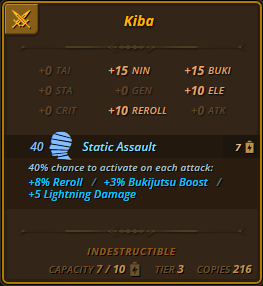 Kiba
+0 TAI +15 NIN +15 BUKI
+0 STA +0 GEN +10 ELE
+0 CRIT +10 REROLL +0 ATK
40 Static Assault 7
40% chance to activate on each attack:
+8% Reroll / +3% Bukijutsu Boost /
+5 Lightning Damage
INDESTRUCTIBLE
CAPACITY 7 / 10 TIER 3 COPIES 216